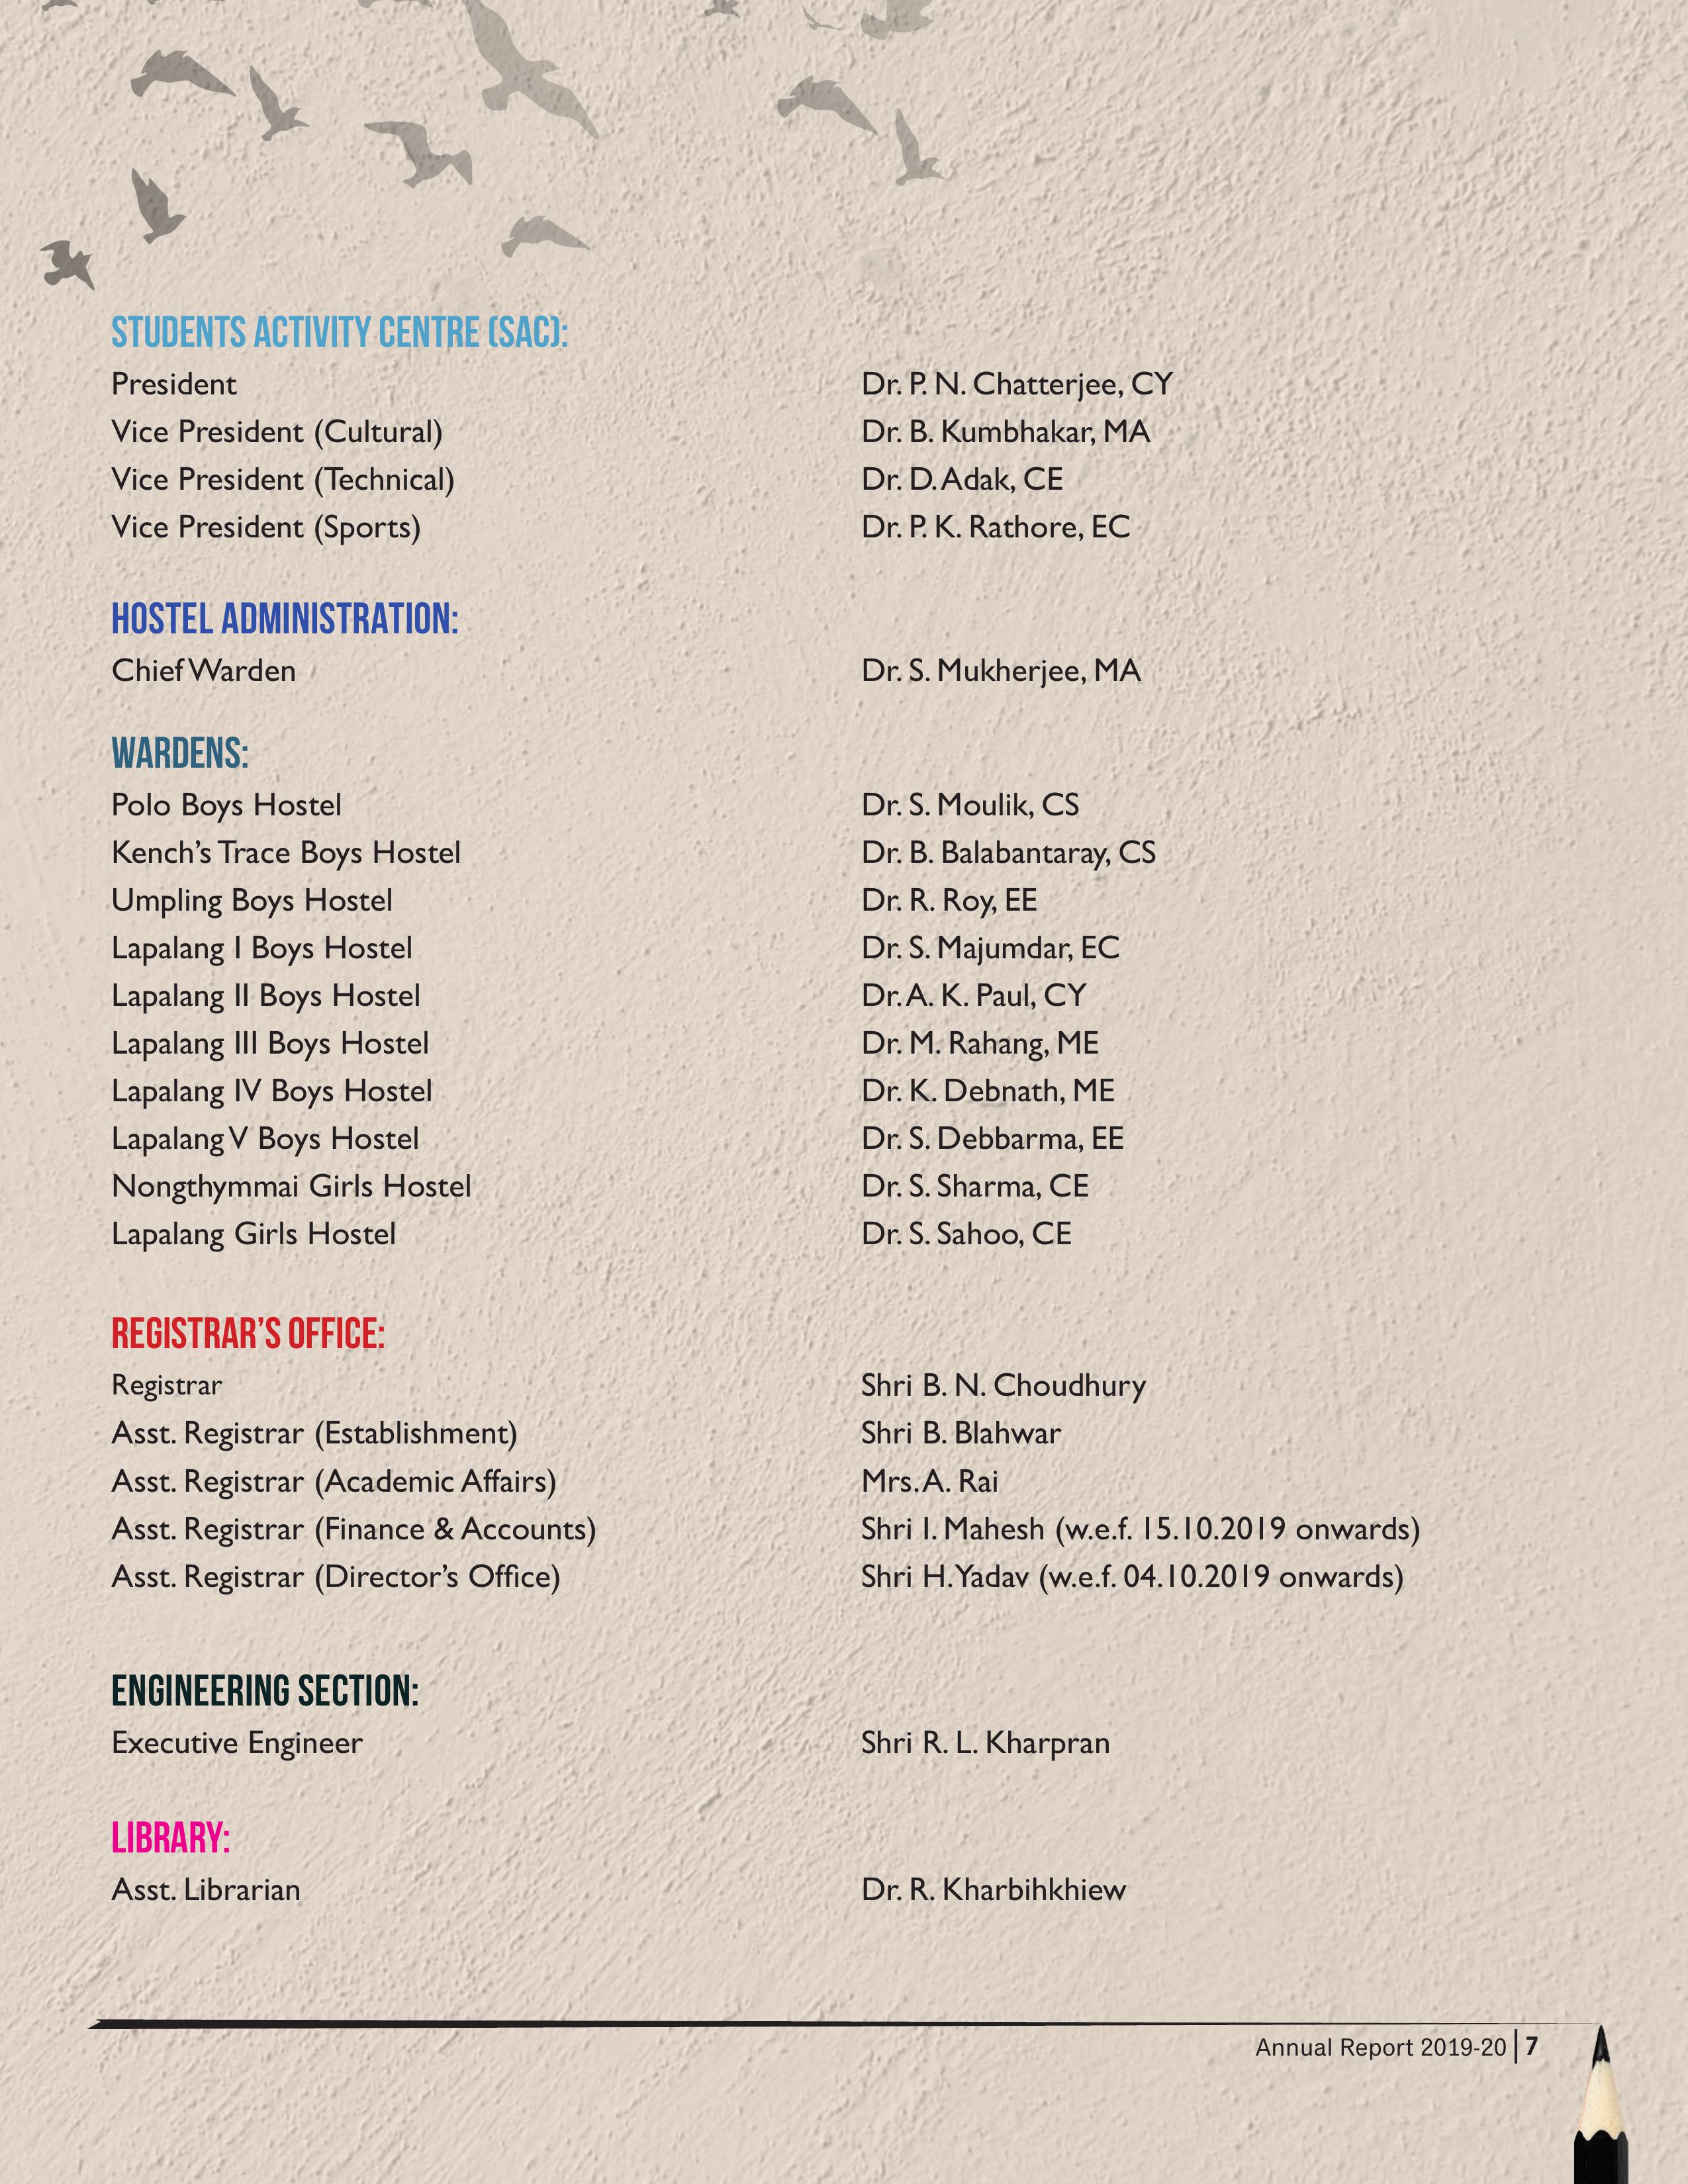 STUDENTS ACTIVITY CENTRE (SAC):
President Dr. P. N. Chatterjee, CY
Vice President (Cultural) Dr. B. Kumbhakar, MA
Vice President (Technical) Dr. D. Adak, CE
Vice President (Sports) Dr. P. K. Rathore, EC
HOSTEL ADMINISTRATION:
Chief Warden Dr. S. Mukherjee, MA
WARDENS:
Polo Boys Hostel Dr. S. Moulik, CS
Kench’s Trace Boys Hostel Dr. B. Balabantaray, CS
Umpling Boys Hostel Dr. R. Roy, EE
Lapalang I Boys Hostel Dr. S. Majumdar, EC
Lapalang II Boys Hostel Dr. A. K. Paul, CY
Lapalang III Boys Hostel Dr. M. Rahang, ME
Lapalang IV Boys Hostel Dr. K. Debnath, ME
Lapalang V Boys Hostel Dr. S. Debbarma, EE
Nongthymmai Girls Hostel Dr. S. Sharma, CE
Lapalang Girls Hostel Dr. S. Sahoo, CE
REGISTRAR’S OFFICE:
Registrar Shri B. N. Choudhury
Asst. Registrar (Establishment) Shri B. Blahwar
Asst. Registrar (Academic Affairs) Mrs. A. Rai
Asst. Registrar (Finance & Accounts) Shri I. Mahesh (w.e.f. 15.10.2019 onwards)
Asst. Registrar (Director’s Office) Shri H. Yadav (w.e.f. 04.10.2019 onwards)
ENGINEERING SECTION:
Executive Engineer Shri R. L. Kharpran
LIBRARY:
Asst. Librarian Dr. R. Kharbihkhiew
Annual Report 2019-20 | 7